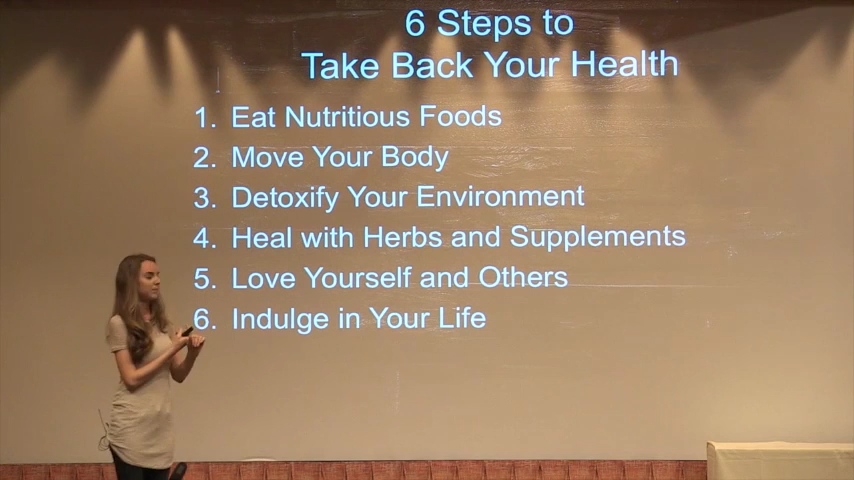 6 Steps to
Take Back Your Health
1. Eat Nutritious Foods
2. Move Your Body
3. Detoxify Your Environment
4. Heal with Herbs and Supplements
5. Love Yourself and Others
6. Indulge in Your Life